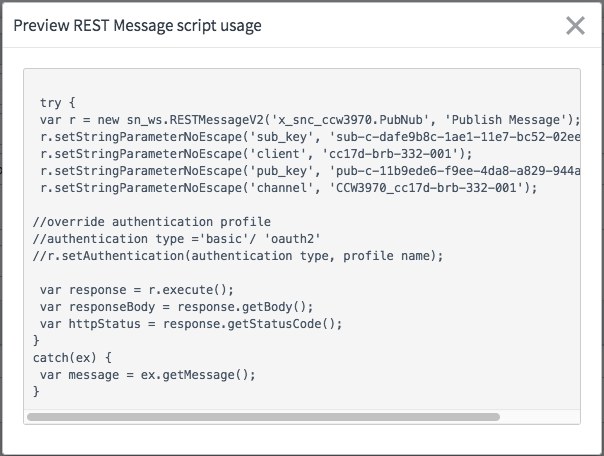 Preview REST Message script usage
try {
var r = new sn_ws.RESTMessageV2('x_snc_ccw3970.PubNub', 'Publish Message');
r.setStringParameterNoEscape('sub_key', 'sub-c-dafe9b8c-1ae1-11e7-bc52-02ee
r.setStringParameterNoEscape('client', 'cc17d-brb-332-001');
r.setStringParameterNoEscape('pub_key', 'pub-c-11b9ede6-f9ee-4da8-a829-944a
r.setStringParameterNoEscape('channel', 'CCW3970_cc17d-brb-332-001');
//override authentication profile
//authentication type ='basic'/ 'oauth2'
//r.setAuthentication(authentication type, profile name);
var response = r.execute();
var responseBody = response.getBody();
var httpStatus = response.getStatusCode();
}
catch(ex) {
var message = ex.getMessage();
}